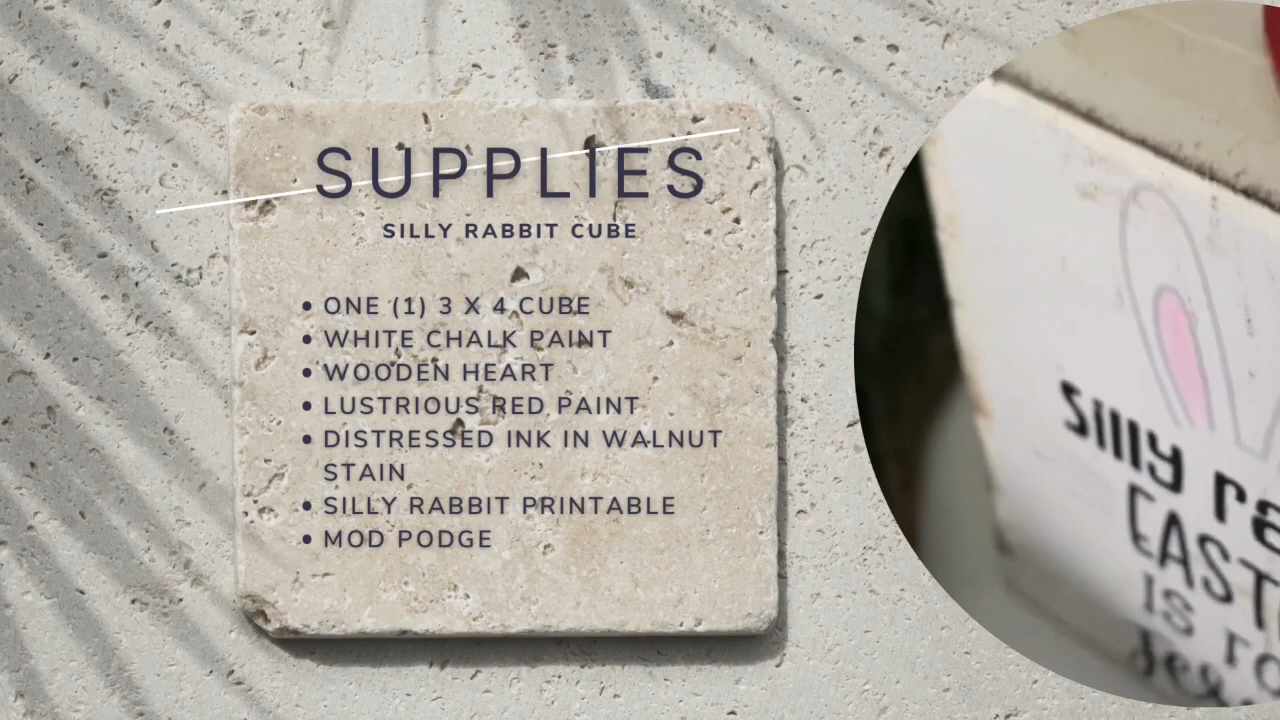 SUPPLIES
SILLY RABBIT CUBE
• ONE (1) 3 X 4 CUBE
• WHITE CHALK PAINT
• WOODEN HEART
• LUSTRIOUS RED PAINT
• DISTRESSED INK IN WALNUT
STAIN
• SILLY RABBIT PRINTABLE
• MOD PODGE
silly
IS